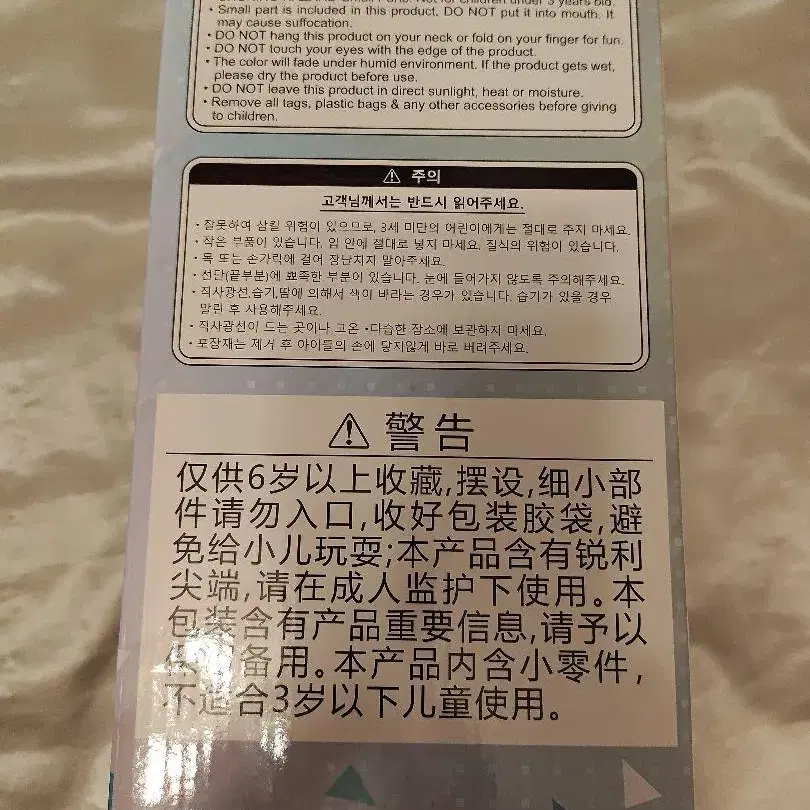 Small part is included in this product, DO NOT put it into mouth. It
may cause suffocation.
• DO NOT hang this product on your neck or fold on your finger for fun.
• DO NOT touch your eyes with the edge of the product.
• The color will fade under humid environment. If the product gets wet,
please dry the product before use.
• DO NOT leave this product in direct sunlight, heat or moisture.
• Remove all tags, plastic bags & any other accessories before giving
to children.
⚠ 주의
고객님께서는 반드시 읽어주세요.
• 잘못하여 삼킬 위험이 있으므로, 3세 미만의 어린이에게는 절대로 주지 마세요.
• 작은 부품이 있습니다. 입 안에 절대로 넣지 마세요. 질식의 위험이 있습니다.
• 목 또는 손가락에 걸어 장난치지 말아주세요.
• 선단(끝부분)에 뾰족한 부분이 있습니다. 눈에 들어가지 않도록 주의해주세요.
• 직사광선,습기,땀에 의해서 색이 바라는 경우가 있습니다. 습기가 있을 경우
말린 후 사용해주세요.
• 직사광선이 드는 곳이나 고온 •다습한 장소에 보관하지 마세요.
• 포장재는 제거 후 아이들의 손에 닿지않게 바로 버려주세요.
⚠ 警告
仅供6岁以上收藏,摆设,细小部
件请勿入口,收好包装胶袋,避
免给小儿玩耍;本产品含有锐利
尖端,请在成人监护下使用。本
包装含有产品重要信息,请予以
备用。本产品内含小零件,
不适合3岁以下儿童使用。